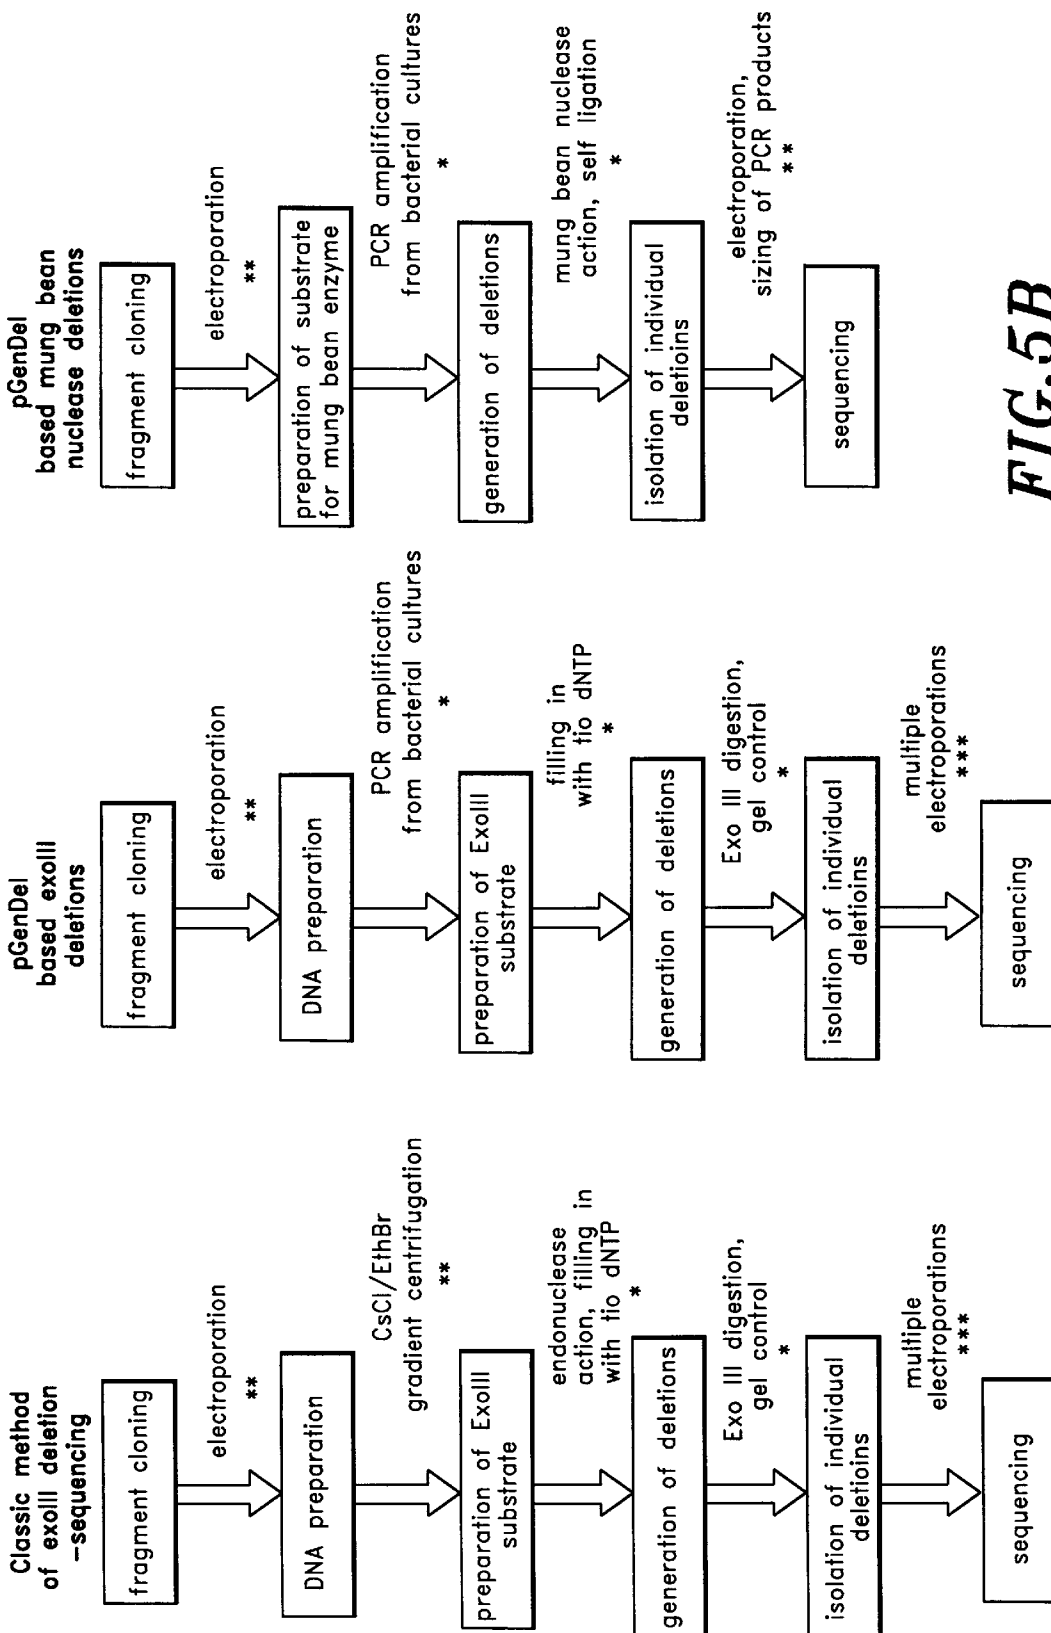 Classic method
of exoIII deletion
-sequencing
fragment cloning
electroporation
**
DNA preparation
CsCl/EthBr
gradient centrifugation
**
preparation of ExoIII
substrate
endonuclease
action, filling in
with tio dNTP
*
generation of deletions
Exo III digestion,
gel control
*
isolation of individual
deletioins
multiple
electroporations
***
sequencing
pGenDel
based exoIII
deletions
fragment cloning
electroporation
**
DNA preparation
PCR amplification
from bacterial cultures
*
preparation of ExoIII
substrate
filling in
with tio dNTP
*
generation of deletions
Exo III digestion,
gel control
*
isolation of individual
deletioins
multiple
electroporations
***
sequencing
pGenDel
based mung bean
nuclease deletions
fragment cloning
electroporation
**
preparation of substrate
for mung bean enzyme
PCR amplification
from bacterial cultures
*
generation of deletions
mung bean nuclease
action, self ligation
*
isolation of individual
deletioins
electroporation,
sizing of PCR products
**
sequencing
FIG.5B